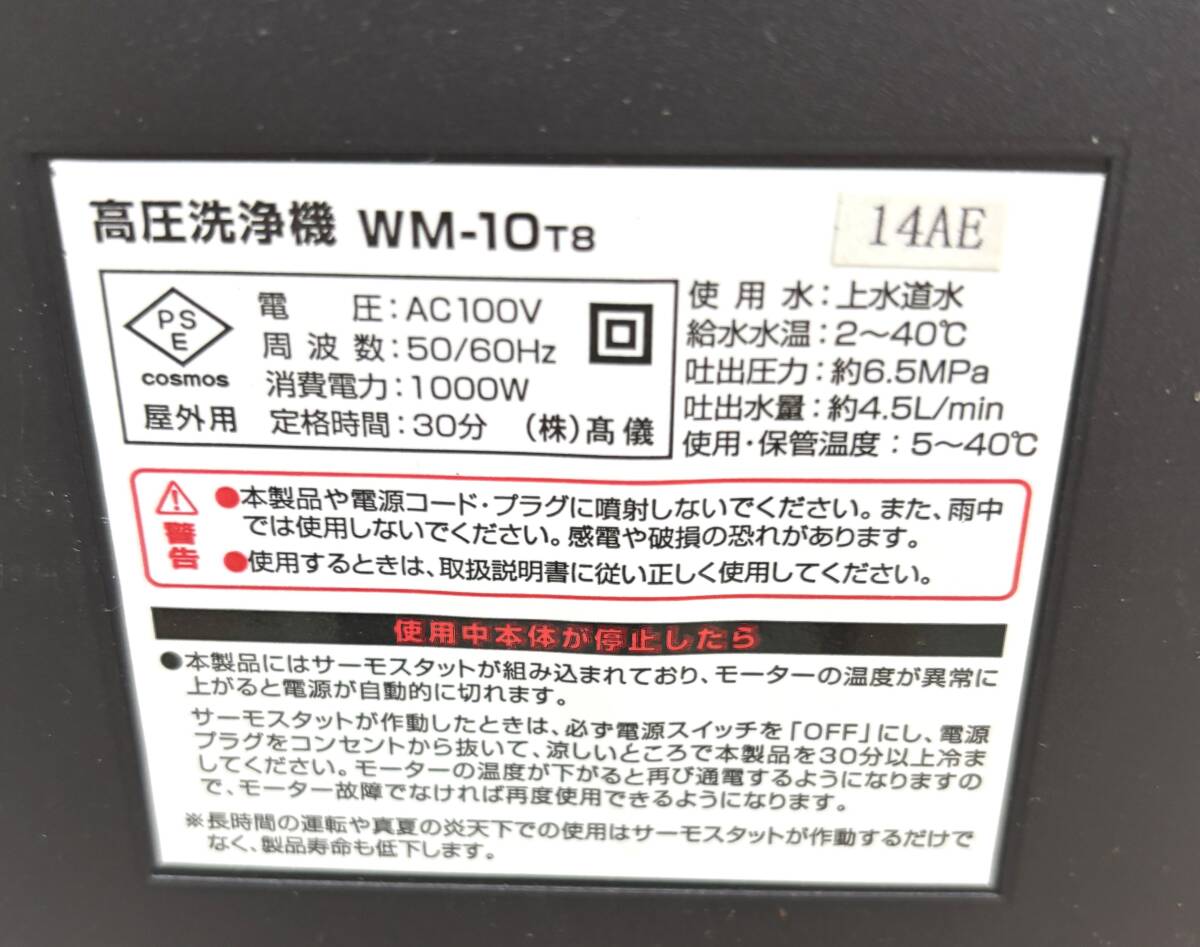 高圧洗浄機 WM-10T8
14AE
PS
E
cosmos
屋外用
電圧:AC100V
周波数:50/60Hz
消費電力:1000W
定格時間:30分 (株)髙儀
使用水:上水道水
給水水温:2～40℃
吐出圧力:約6.5MPa
吐出水量:約4.5L/min
使用・保管温度:5～40℃
警告
●本製品や電源コード・プラグに噴射しないでください。また、雨中
では使用しないでください。感電や破損の恐れがあります。
●使用するときは、取扱説明書に従い正しく使用してください。
使用中本体が停止したら
●本製品にはサーモスタットが組み込まれており、モーターの温度が異常に
上がると電源が自動的に切れます。
サーモスタットが作動したときは、必ず電源スイッチを「OFF」にし、電源
プラグをコンセントから抜いて、涼しいところで本製品を30分以上冷ま
してください。モーターの温度が下がると再び通電するようになりますの
で、モーター故障でなければ再度使用できるようになります。
※長時間の運転や真夏の炎天下での使用はサーモスタットが作動するだけで
なく、製品寿命も低下します。